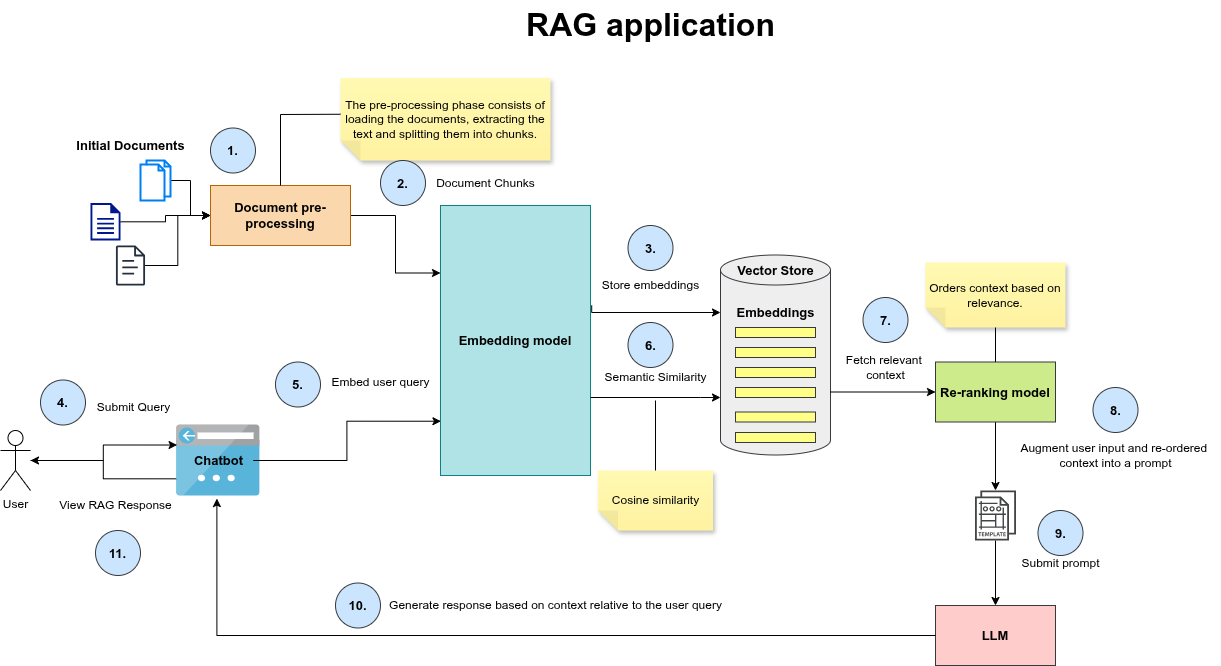 RAG application
The pre-processing phase consists of
loading the documents, extracting the
text and splitting them into chunks.
Initial Documents
1.
2.
Document Chunks
Document pre-
processing
3.
Store embeddings
Vector Store
Embeddings
Orders context based on
relevance.
7.
Fetch relevant
context
Embedding model
6.
Semantic Similarity
5.
Embed user query
4.
Submit Query
Re-ranking model
8.
Augment user input and re-ordered
context into a prompt
Chatbot
User
View RAG Response
Cosine similarity
TEMPLATE
9.
Submit prompt
11.
10.
Generate response based on context relative to the user query
LLM